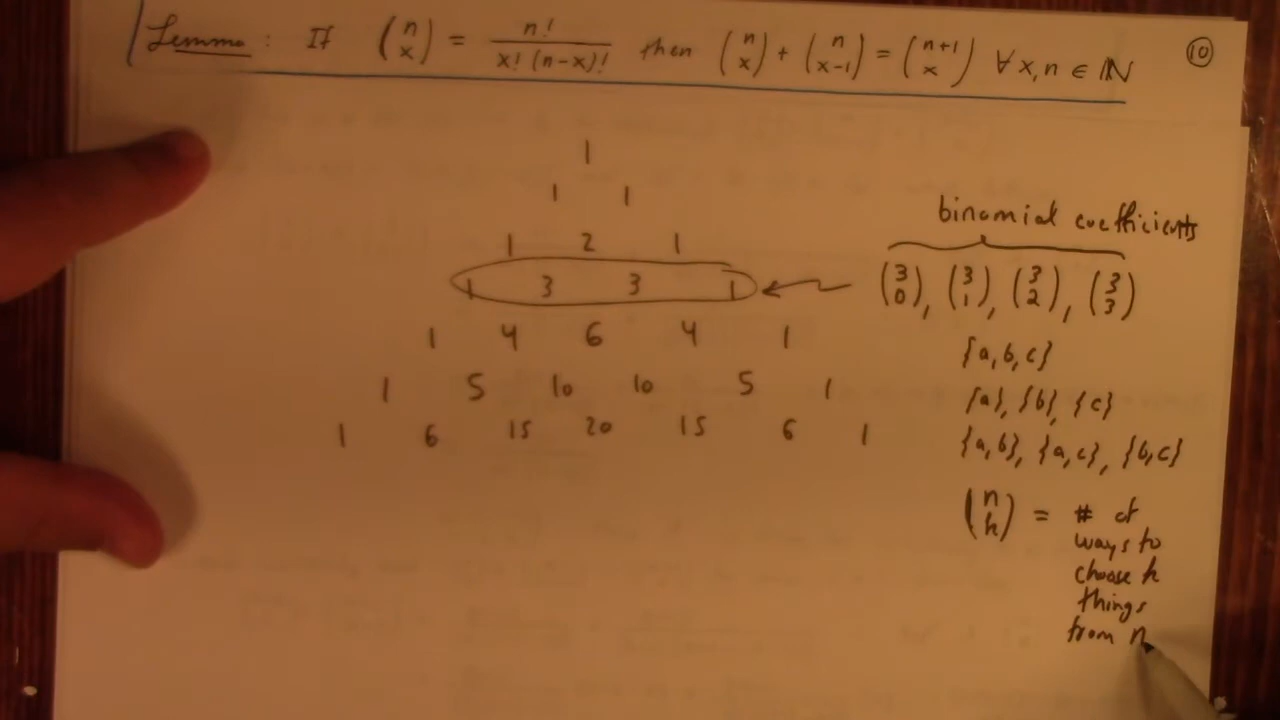 Lemma: If (n x) = n! / x! (n-x)! then (n x) + (n x-1) = (n+1 x) ∀ x, n ∈ ℕ
10
1
1 1
1 2 1
1 3 3 1
1 4 6 4 1
1 5 10 10 5 1
1 6 15 20 15 6 1
binomial coefficients
(3 0), (3 1), (3 2), (3 3)
{a, b, c}
{a}, {b}, {c}
{a, b}, {a, c}, {b, c}
(n k) = # of
ways to
choose k
things
from n